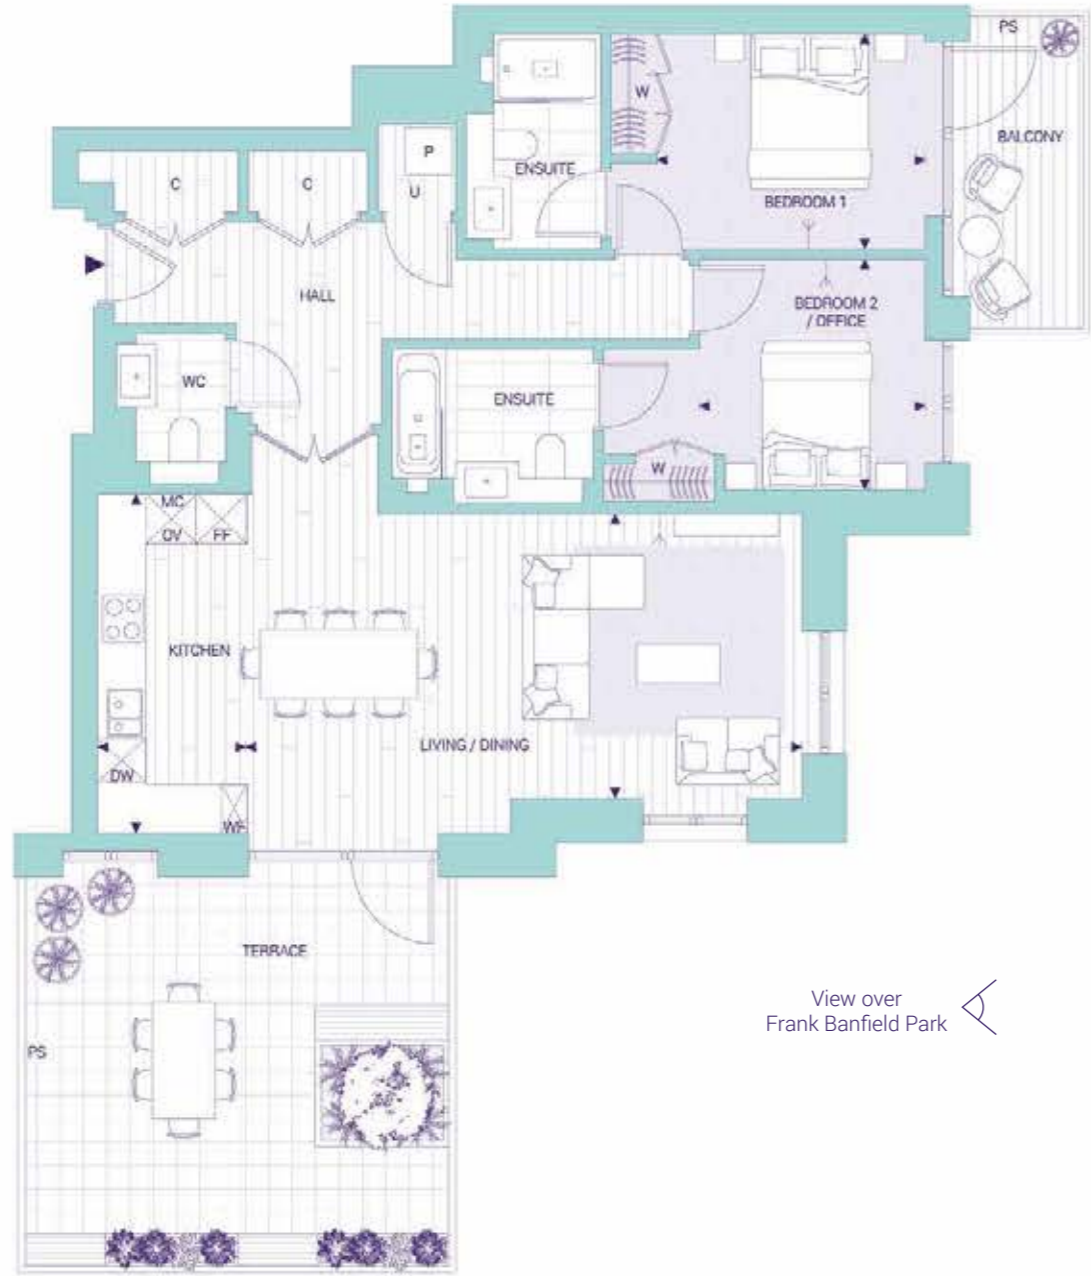 PS
W
P
BALCONY
ENSUITE
C
C
U
BEDROOM 1
HALL
BEDROOM 2
/ OFFICE
WC
ENSUITE
W
MC
OV
FF
KITCHEN
LIVING / DINING
DW
WF
TERRACE
View over
Frank Banfield Park
PS